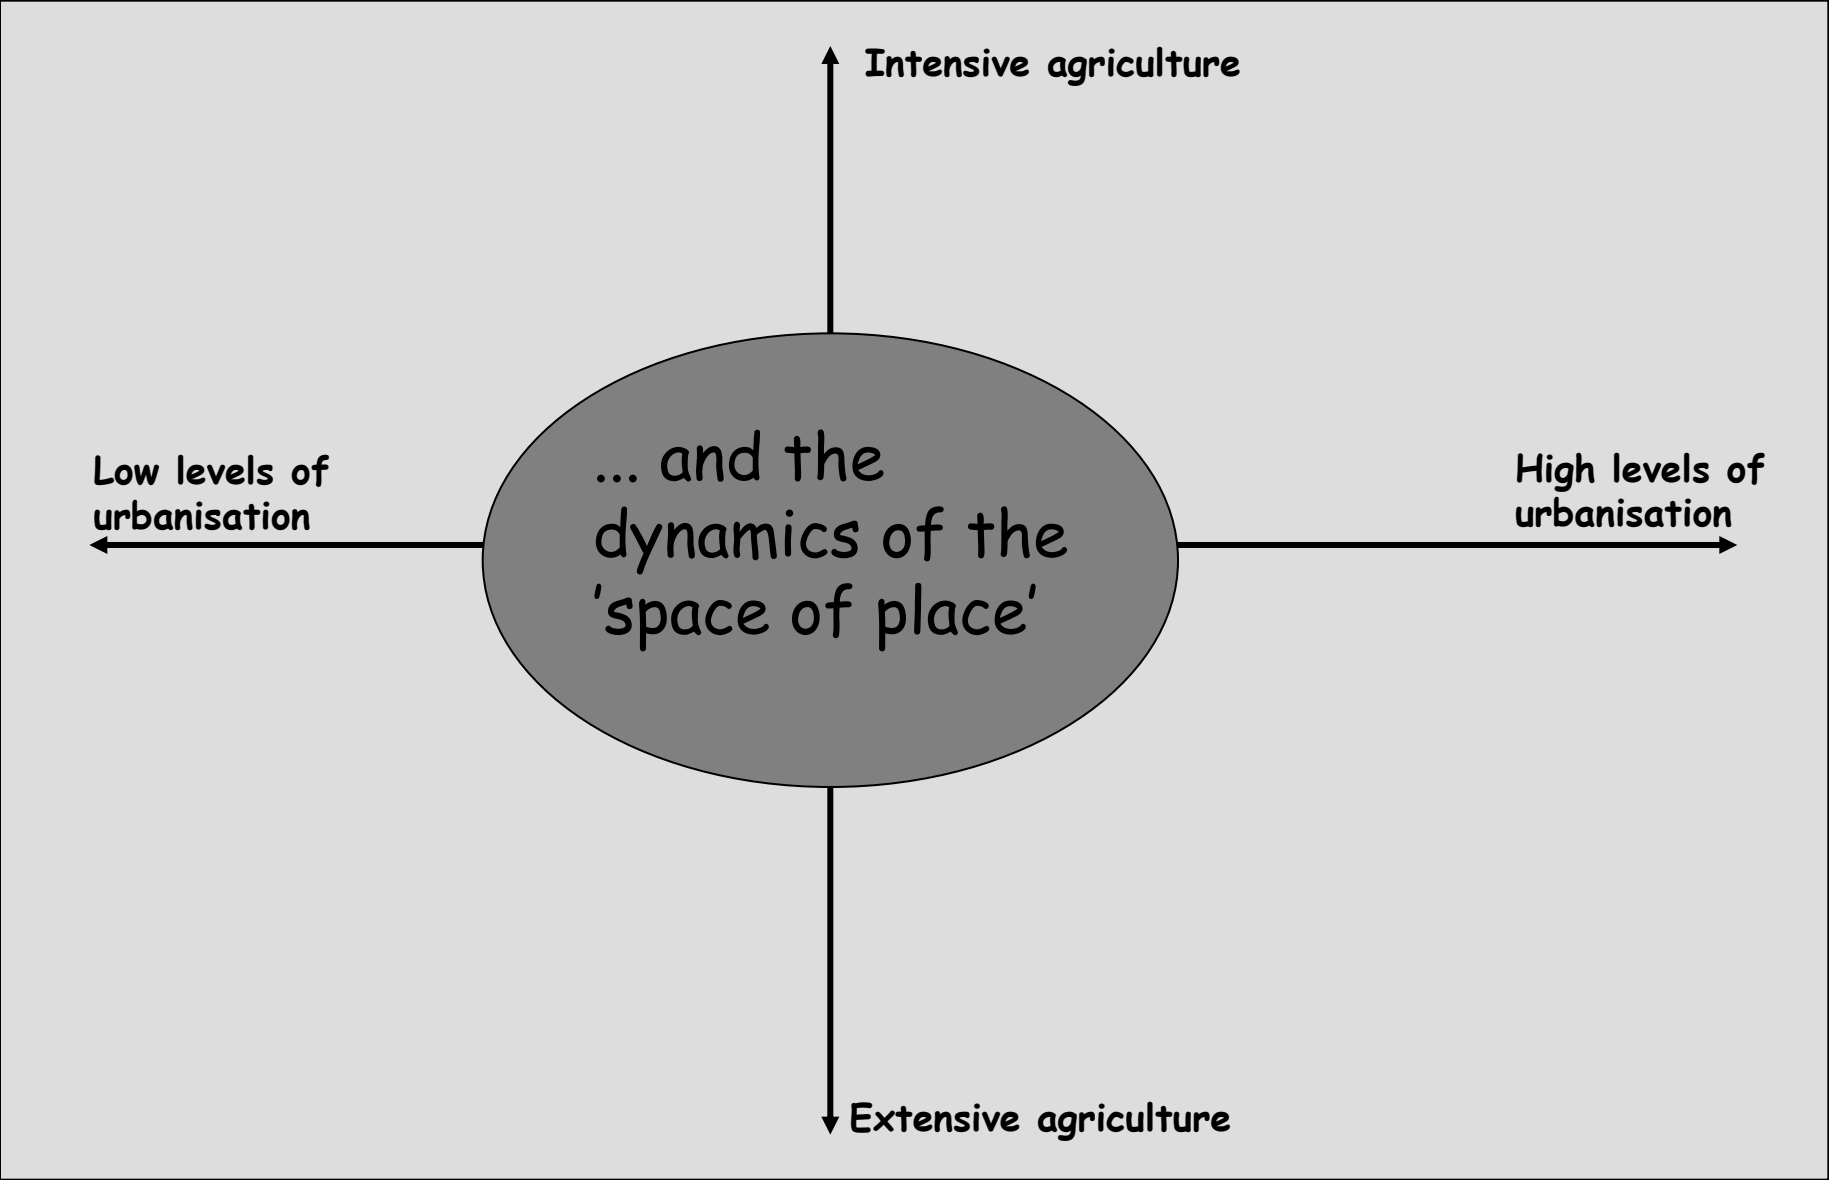 Intensive agriculture
Low levels of
urbanisation
... and the
dynamics of the
’space of place’
High levels of
urbanisation
Extensive agriculture